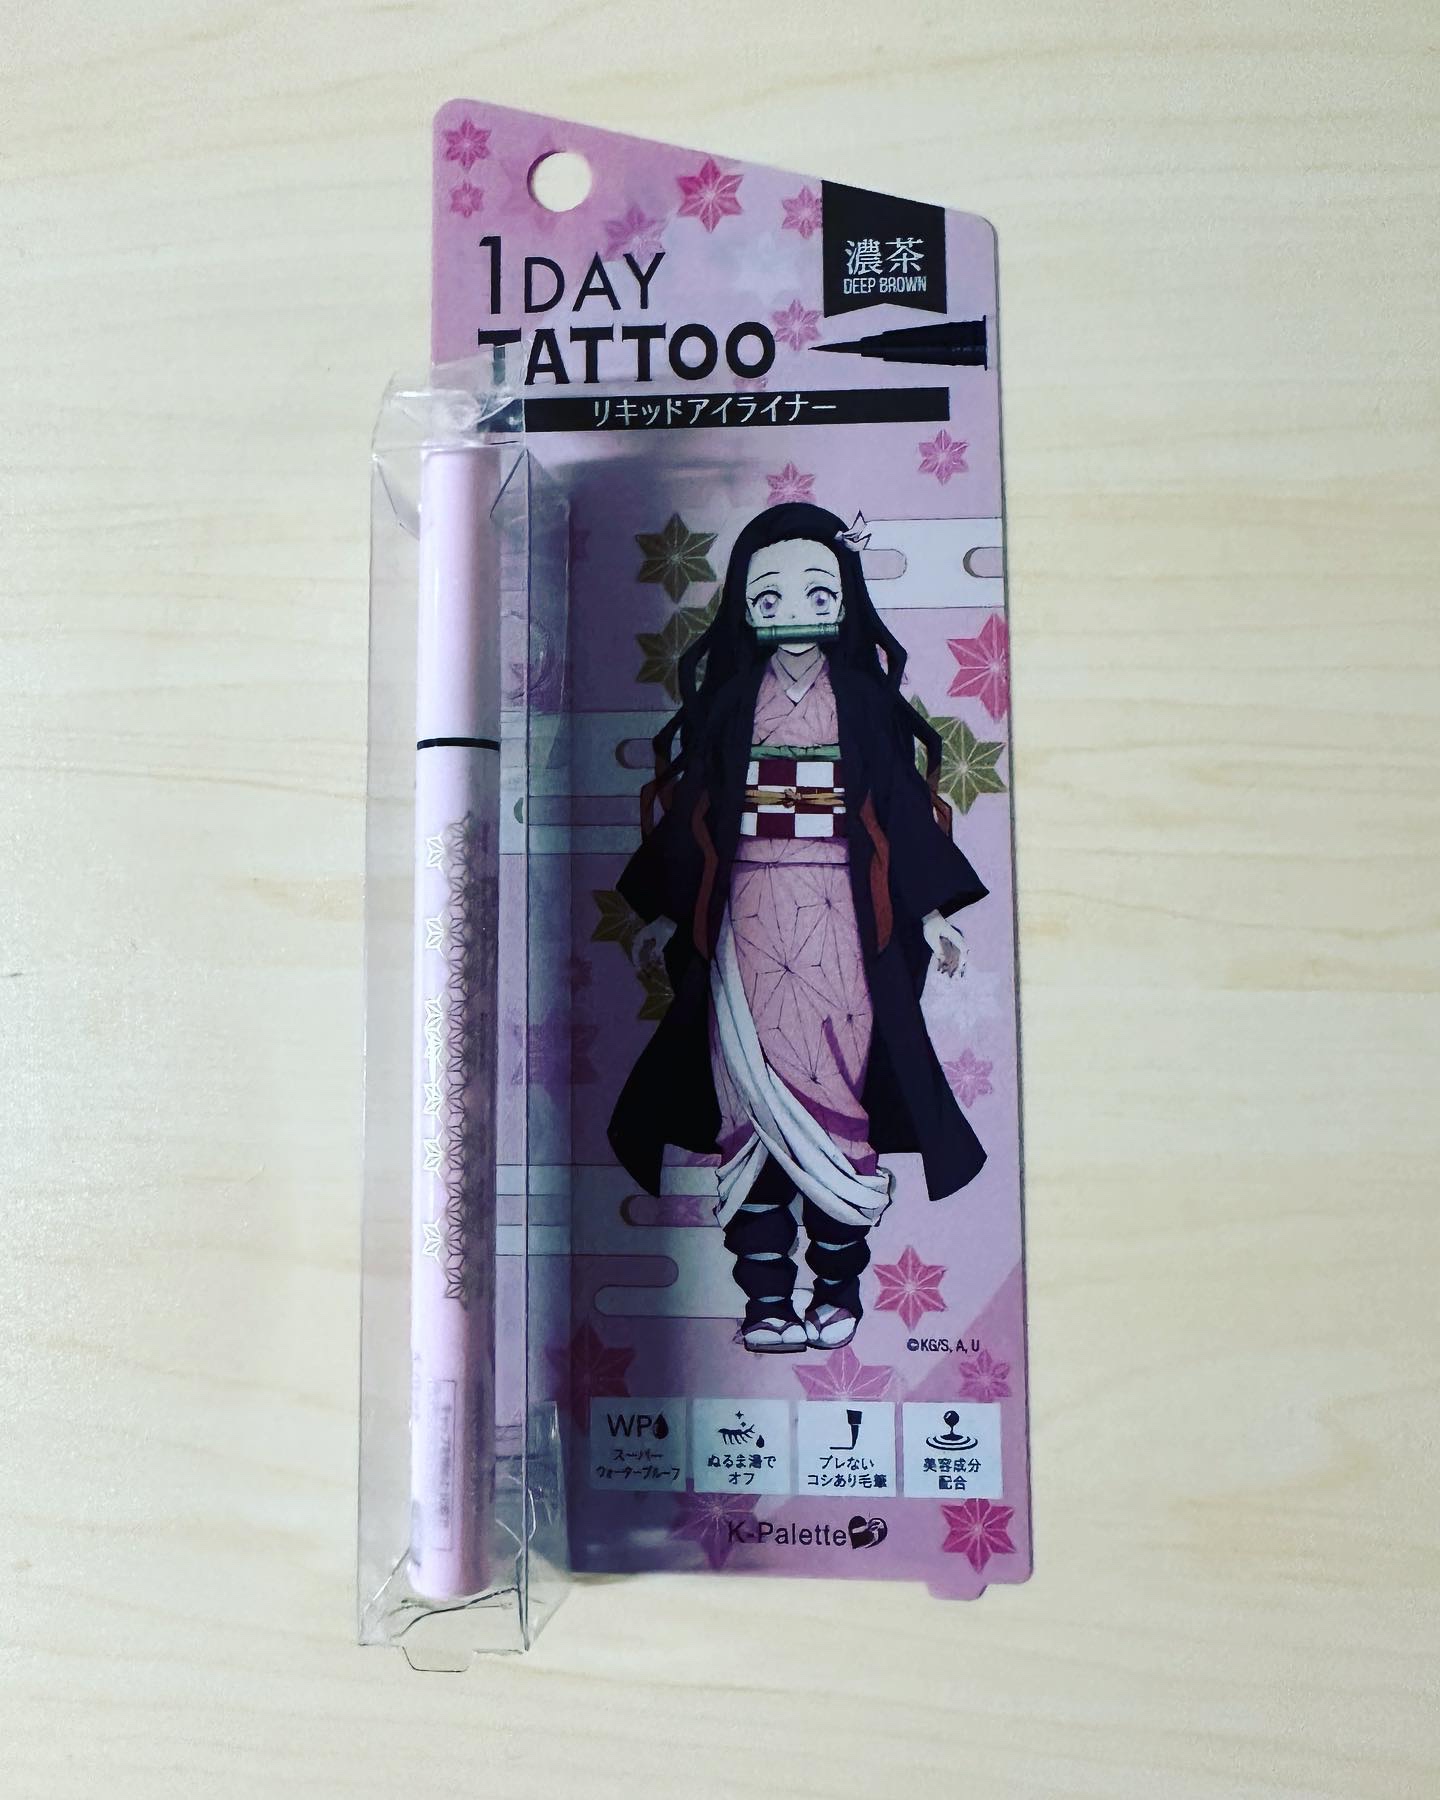 1DAY
TATTOO
濃茶
DEEP BROWN
リキッドアイライナー
©KG/S, A, U
WP
スーパー
ウォータープルーフ
ぬるま湯で
オフ
ブレない
コシあり毛筆
美容成分
配合
K-Palette